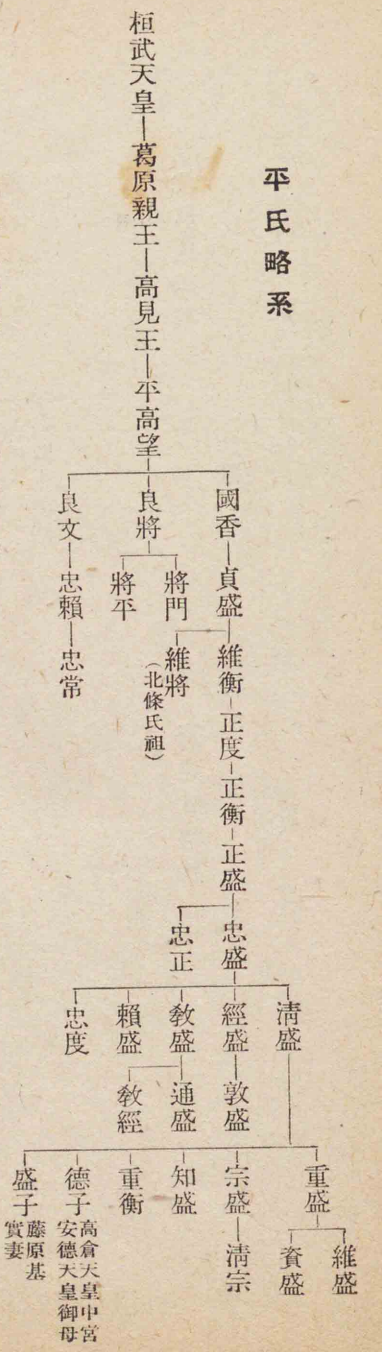 平氏略系
桓武天皇―葛原親王―高見王―平高望
國香―貞盛
維衡―正度―正衡―正盛
維將
(北條氏祖)
良將
將門
將平
良文―忠賴―忠常
忠盛
忠正
淸盛
經盛―敦盛
敎盛
通盛
敎經
賴盛
忠度
重盛
維盛
資盛
宗盛―淸宗
知盛
重衡
德子
高倉天皇中宮
安德天皇御母
盛子
藤原基
實妻